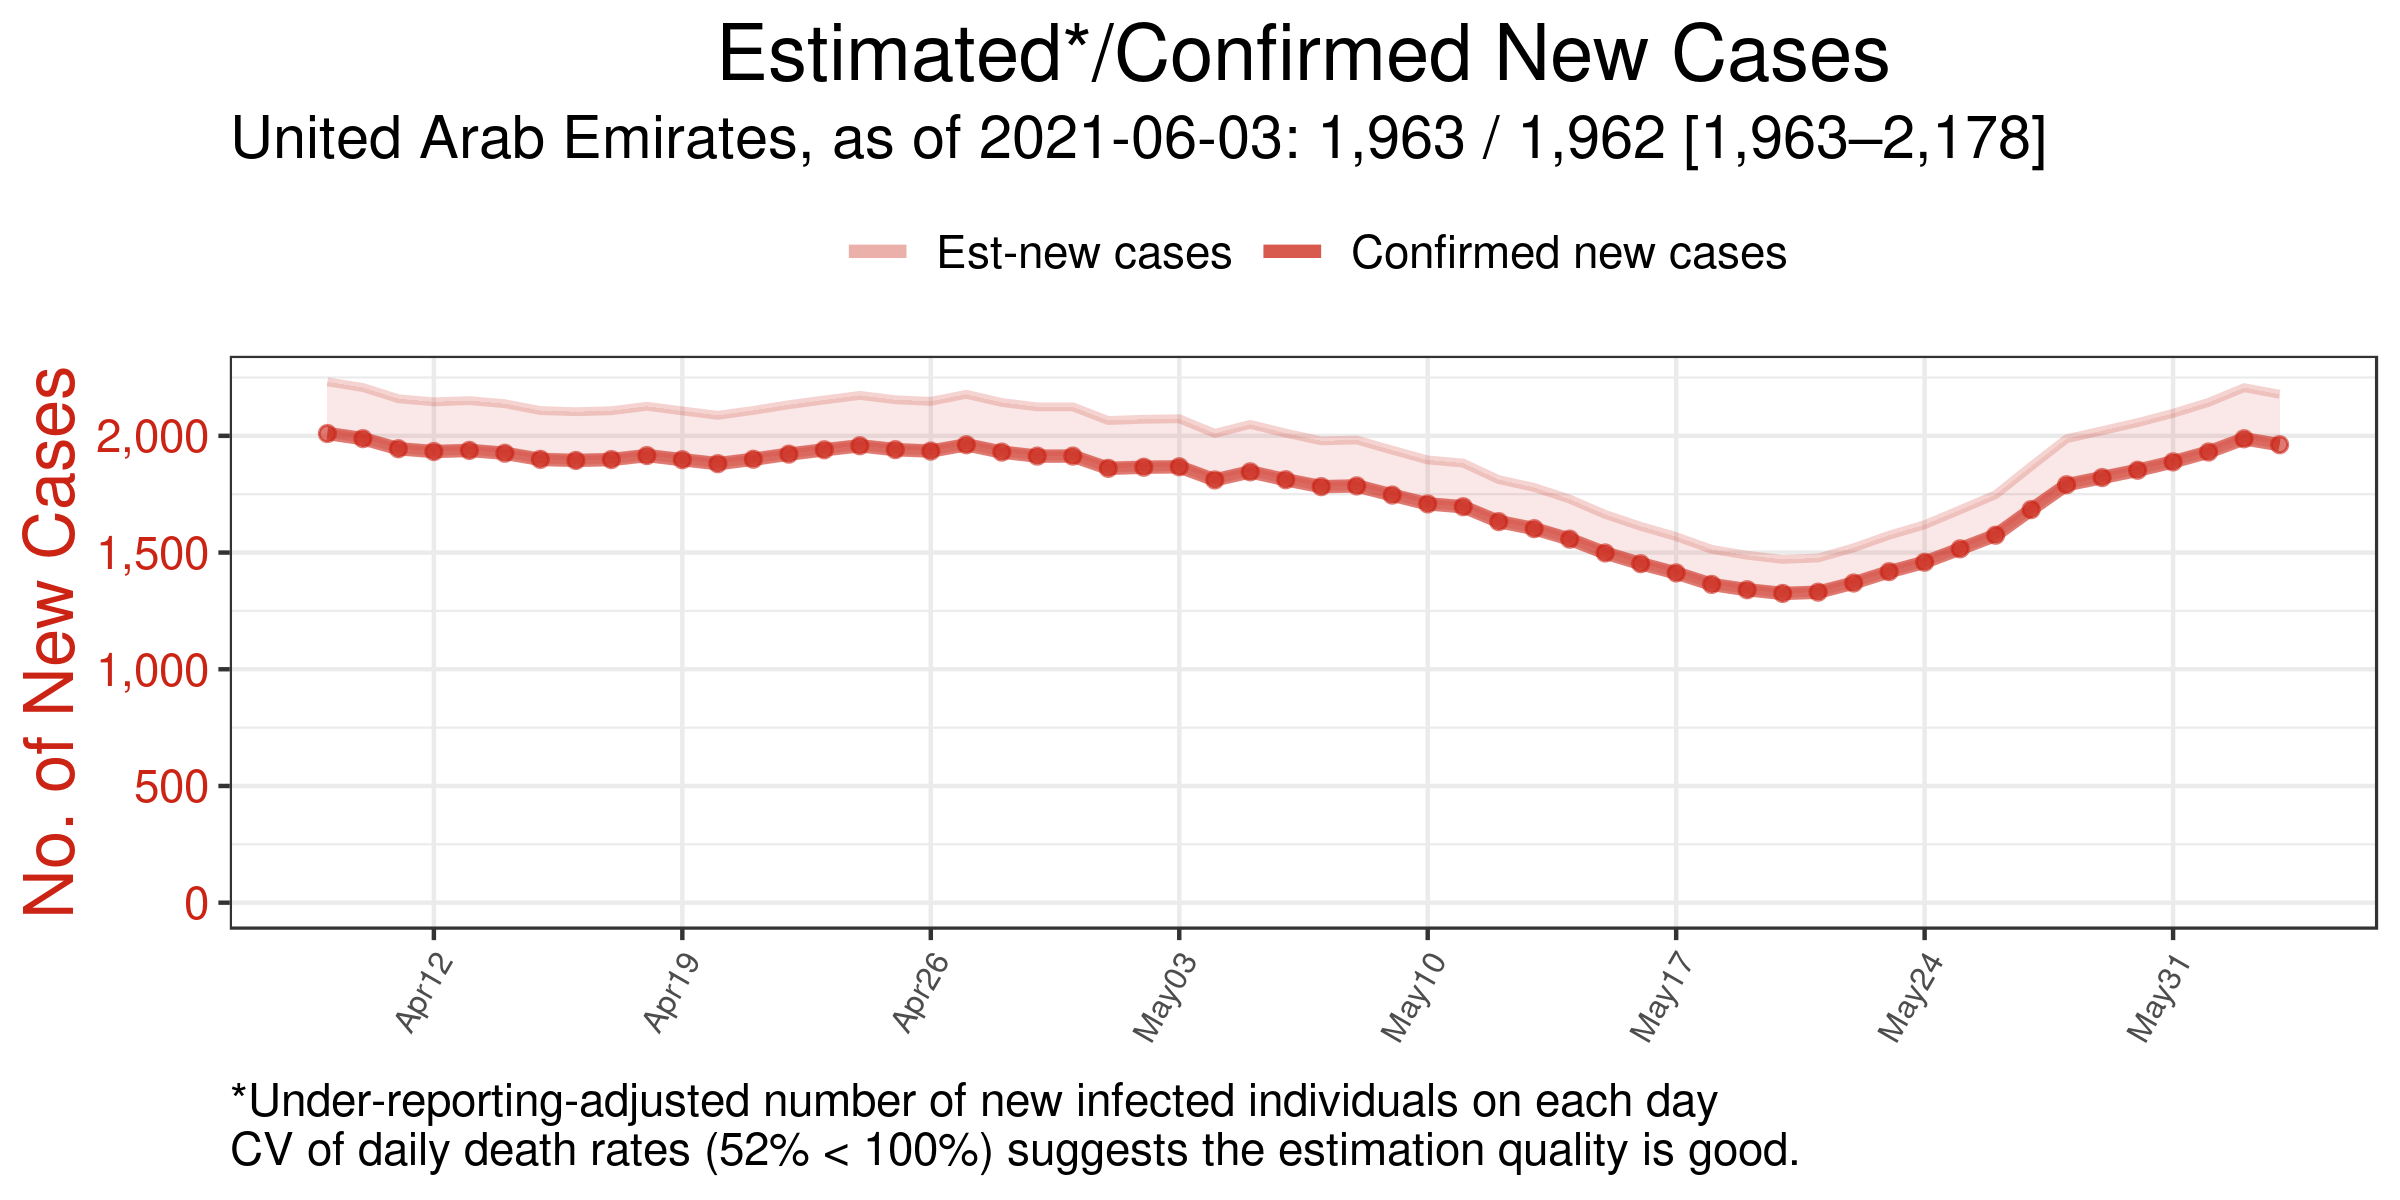 Estimated*/Confirmed New Cases
United Arab Emirates, as of 2021-06-03: 1,963 / 1,962 [1,963–2,178]
Est-new cases
Confirmed new cases
No. of New Cases
2,000
1,500
1,000
500
0
Apr12
Apr19
Apr26
May03
May10
May17
May24
May31
*Under-reporting-adjusted number of new infected individuals on each day
CV of daily death rates (52% < 100%) suggests the estimation quality is good.